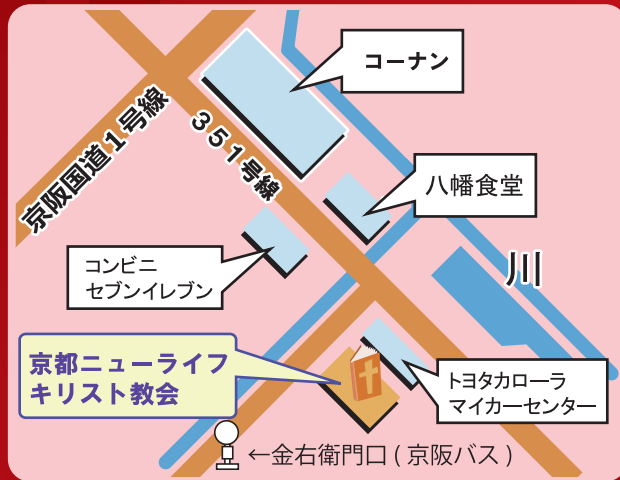 コーナン
京阪国道1号線
351号線
八幡食堂
コンビニ
セブンイレブン
川
京都ニューライフ
キリスト教会
トヨタカローラ
マイカーセンター
←金右衛門口 ( 京阪バス )